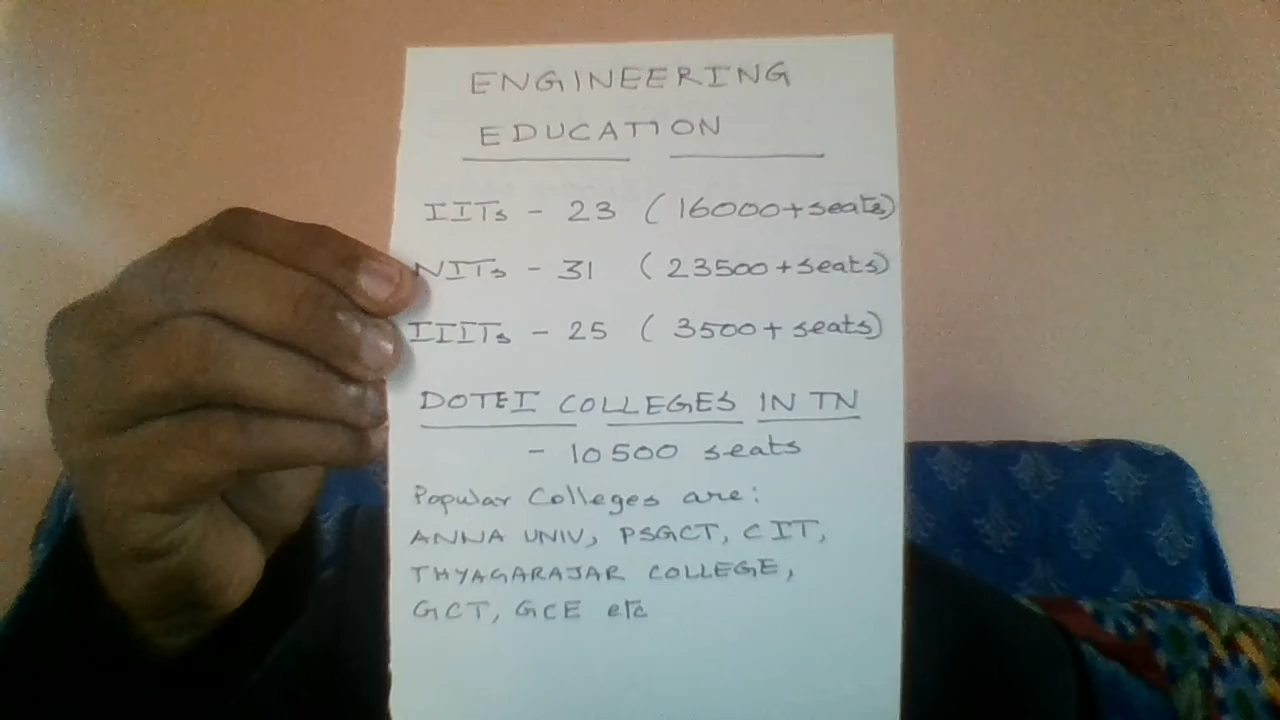 ENGINEERING
EDUCATION
IITs - 23 (16000+seats)
NITs - 31 (23500+seats)
IIITs - 25 (3500+ seats)
DOTEI COLLEGES IN TN
- 10500 seats
Popular Colleges are:
ANNA UNIV, PSGCT, CIT,
THYAGARAJAR COLLEGE,
GCT, GCE etc